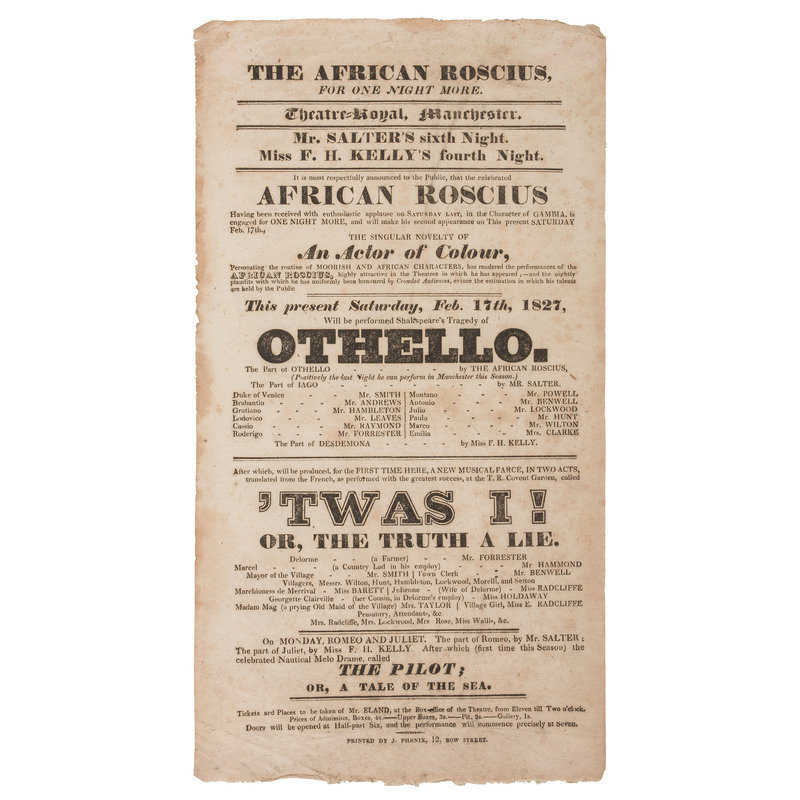 THE AFRICAN ROSCIUS,
FOR ONE NIGHT MORE.
Theatre-Royal, Manchester.
Mr. SALTER'S sixth Night.
Miss F. H. KELLY'S fourth Night.
It is most respectfully announced to the Public, that the celebrated
AFRICAN ROSCIUS
Having been received with enthusiastic applause on SATURDAY LAST, in the Character of GAMBIA, is
engaged for ONE NIGHT MORE, and will make his second appearance on This present SATURDAY
Feb. 17th.,
THE SINGULAR NOVELTY OF
An Actor of Colour,
Personating the routine of MOORISH AND AFRICAN CHARACTERS, has rendered the performances of the
AFRICAN ROSCIUS, highly attractive in the Theatres in which he has appeared ;—and the nightly
plaudits with which he has uniformly been honoured by Crowded Audiences, evince the estimation in which his talents
are held by the Public
This present Saturday, Feb. 17th, 1827,
Will be performed Shakspeare's Tragedy of
OTHELLO.
The Part of OTHELLO - - - - by THE AFRICAN ROSCIUS,
(Positively the last Night he can perform in Manchester this Season.)
The Part of IAGO - - - - by MR. SALTER.
Duke of Venice - - Mr. SMITH | Montano - - - Mr. POWELL
Brabantio - - Mr. ANDREWS | Antonio - - - Mr. BENWELL
Gratiano - - Mr. HAMBLETON | Julio - - - Mr. LOCKWOOD
Lodovico - - Mr. LEAVES | Paulo - - - Mr. HUNT
Cassio - - Mr. RAYMOND | Marco - - - Mr. WILTON
Roderigo - - Mr. FORRESTER | Emilia - - - Mrs. CLARKE
The Part of DESDEMONA - - - - by Miss F. H. KELLY.
After which, will be produced, for the FIRST TIME HERE, A NEW MUSICAL FARCE, IN TWO ACTS,
translated from the French, as performed with the greatest success, at the T. R. Covent Garden, called
'TWAS I!
OR, THE TRUTH A LIE.
Delorme - - (a Farmer) - - Mr. FORRESTER
Marcel - - (a Country Lad in his employ) - - Mr. HAMMOND
Mayor of the Village - - Mr. SMITH | Town Clerk - - Mr. BENWELL
Villagers, Messrs. Wilton, Hunt, Hambleton, Lockwood, Morelli, and Seiton
Marchioness de Merrival - Miss BARETT | Julienne - (Wife of Delorme) - Miss RADCLIFFE
Georgette Clairville - (her Cousin, in Delorme's employ) - Miss HOLDAWAY
Madam Mag (a prying Old Maid of the Village) Mrs. TAYLOR | Village Girl, Miss E. RADCLIFFE
Peasantry, Attendants, &c.
Mrs. Radcliffe, Mrs. Lockwood, Mrs Rose, Miss Wallis, &c.
On MONDAY, ROMEO AND JULIET. The part of Romeo, by Mr. SALTER ;
The part of Juliet, by Miss F. H. KELLY After which (first time this Season) the
celebrated Nautical Melo Drame, called
THE PILOT;
OR, A TALE OF THE SEA.
Tickets and Places to be taken of Mr. ELAND, at the Box-office of the Theatre, from Eleven till Two o'clock.
Prices of Admission, Boxes, 4s.—Upper Boxes, 3s.—Pit, 2s.—Gallery, 1s.
Doors will be opened at Half-past Six, and the performance will commence precisely at Seven.
PRINTED BY J. PHENIX, 12, BOW STREET.